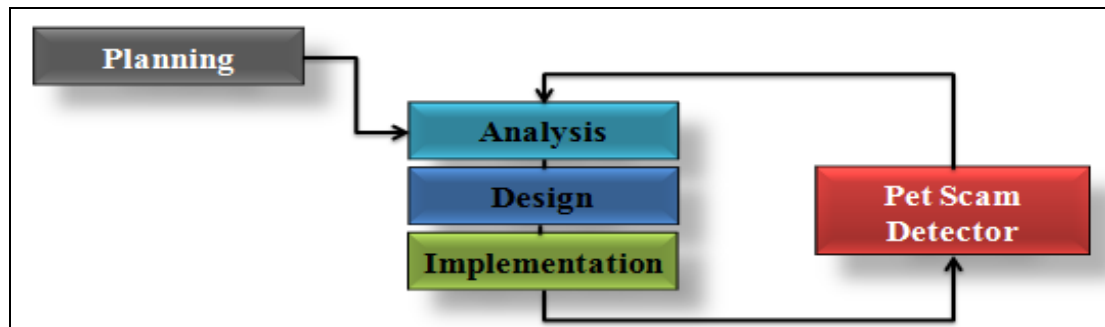 Planning
Analysis
Design
Implementation
Pet Scam
Detector